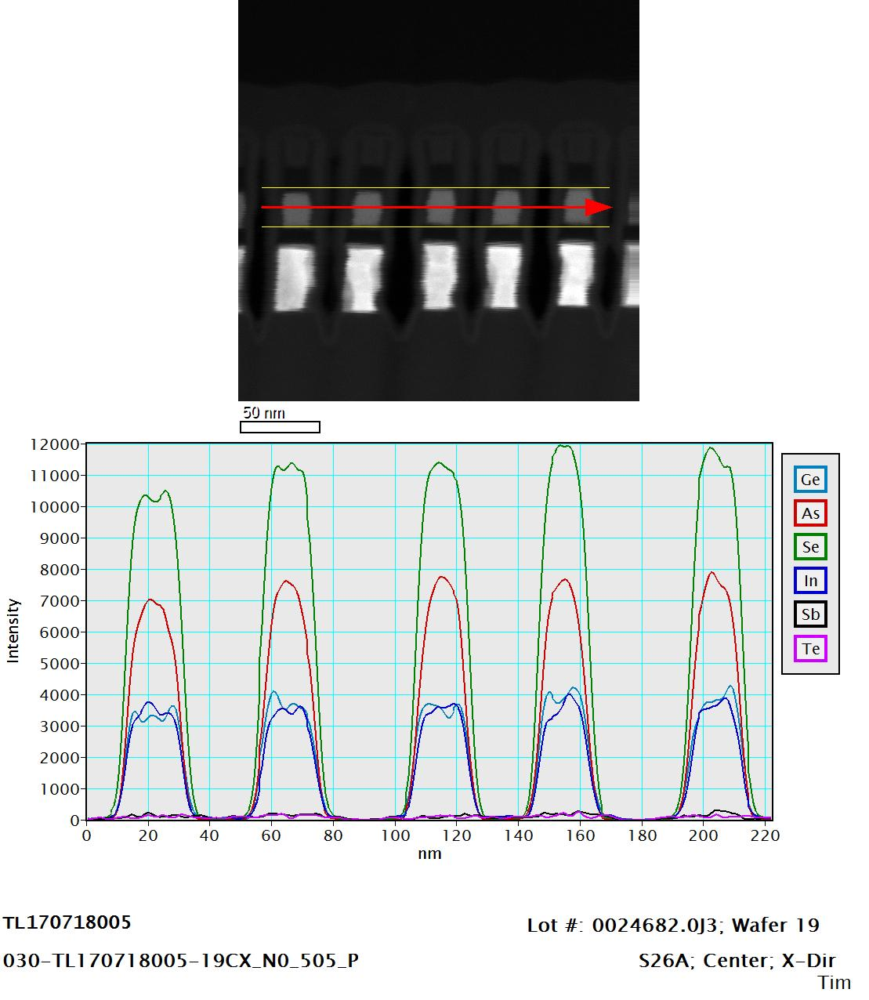 50 nm
12000
11000
10000
9000
8000
7000
6000
5000
4000
3000
2000
1000
0
Intensity
0 20 40 60 80 100 120 140 160 180 200 220
nm
Ge
As
Se
In
Sb
Te
TL170718005
Lot #: 0024682.0J3; Wafer 19
030-TL170718005-19CX_N0_505_P
S26A; Center; X-Dir
Tim